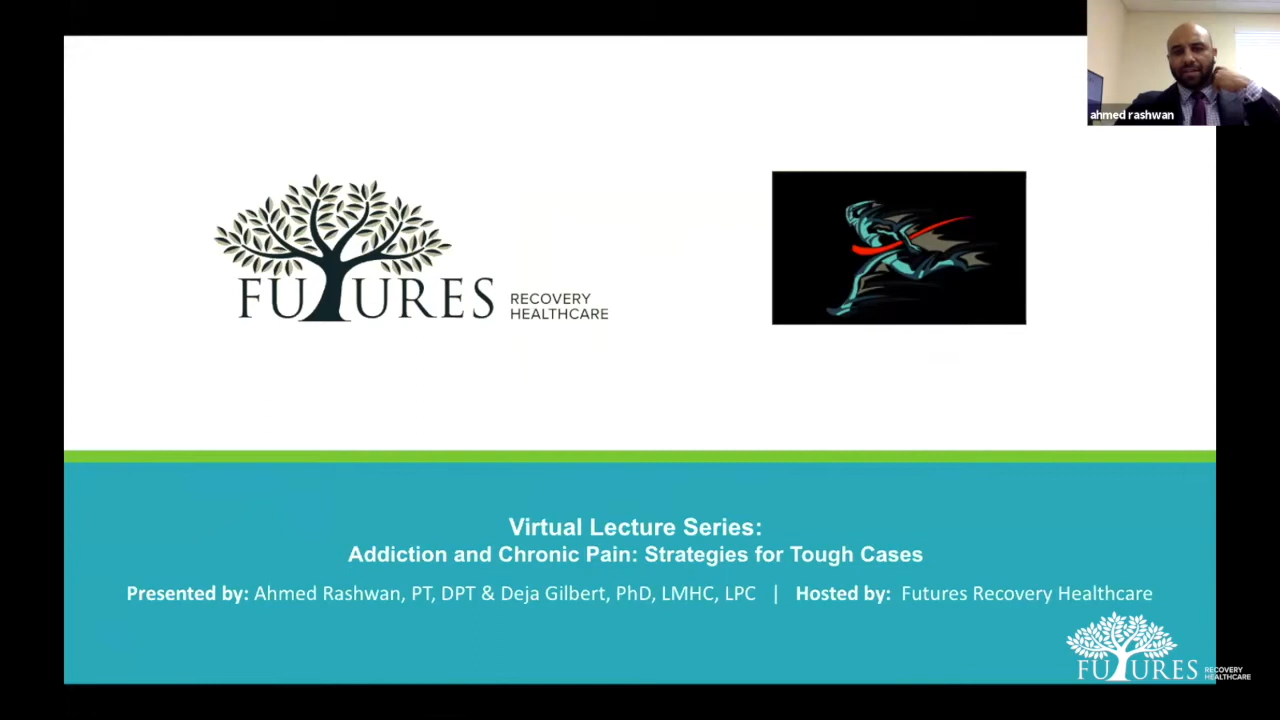 ahmed rashwan
FUTURES
RECOVERY
HEALTHCARE
Virtual Lecture Series:
Addiction and Chronic Pain: Strategies for Tough Cases
Presented by: Ahmed Rashwan, PT, DPT & Deja Gilbert, PhD, LMHC, LPC | Hosted by: Futures Recovery Healthcare
FUTURES
RECOVERY
HEALTHCARE